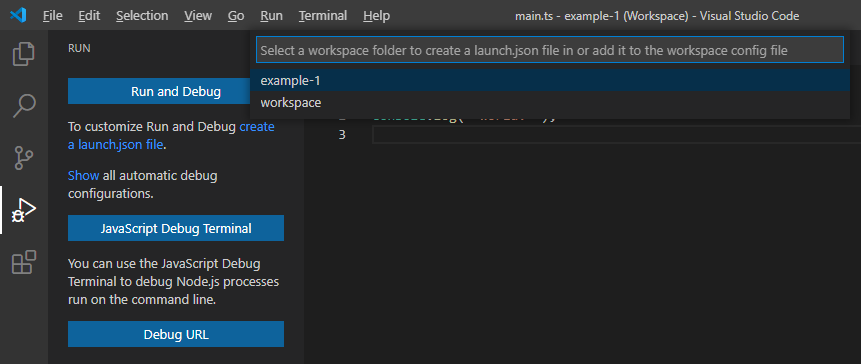 File Edit Selection View Go Run Terminal Help main.ts - example-1 (Workspace) - Visual Studio Code
RUN
Select a workspace folder to create a launch.json file in or add it to the workspace config file
example-1
workspace
3
Run and Debug
To customize Run and Debug create
a launch.json file.
Show all automatic debug
configurations.
JavaScript Debug Terminal
You can use the JavaScript Debug
Terminal to debug Node.js processes
run on the command line.
Debug URL